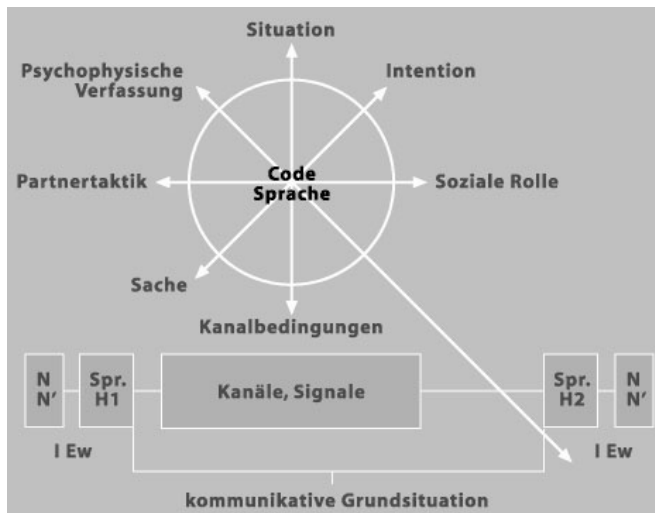 Situation
Psychophysische
Verfassung
Intention
Code
Sprache
Partnertaktik
Soziale Rolle
Sache
Kanalbedingungen
N
N'
Spr.
H1
Kanäle, Signale
Spr.
H2
N
N'
I Ew
I Ew
kommunikative Grundsituation